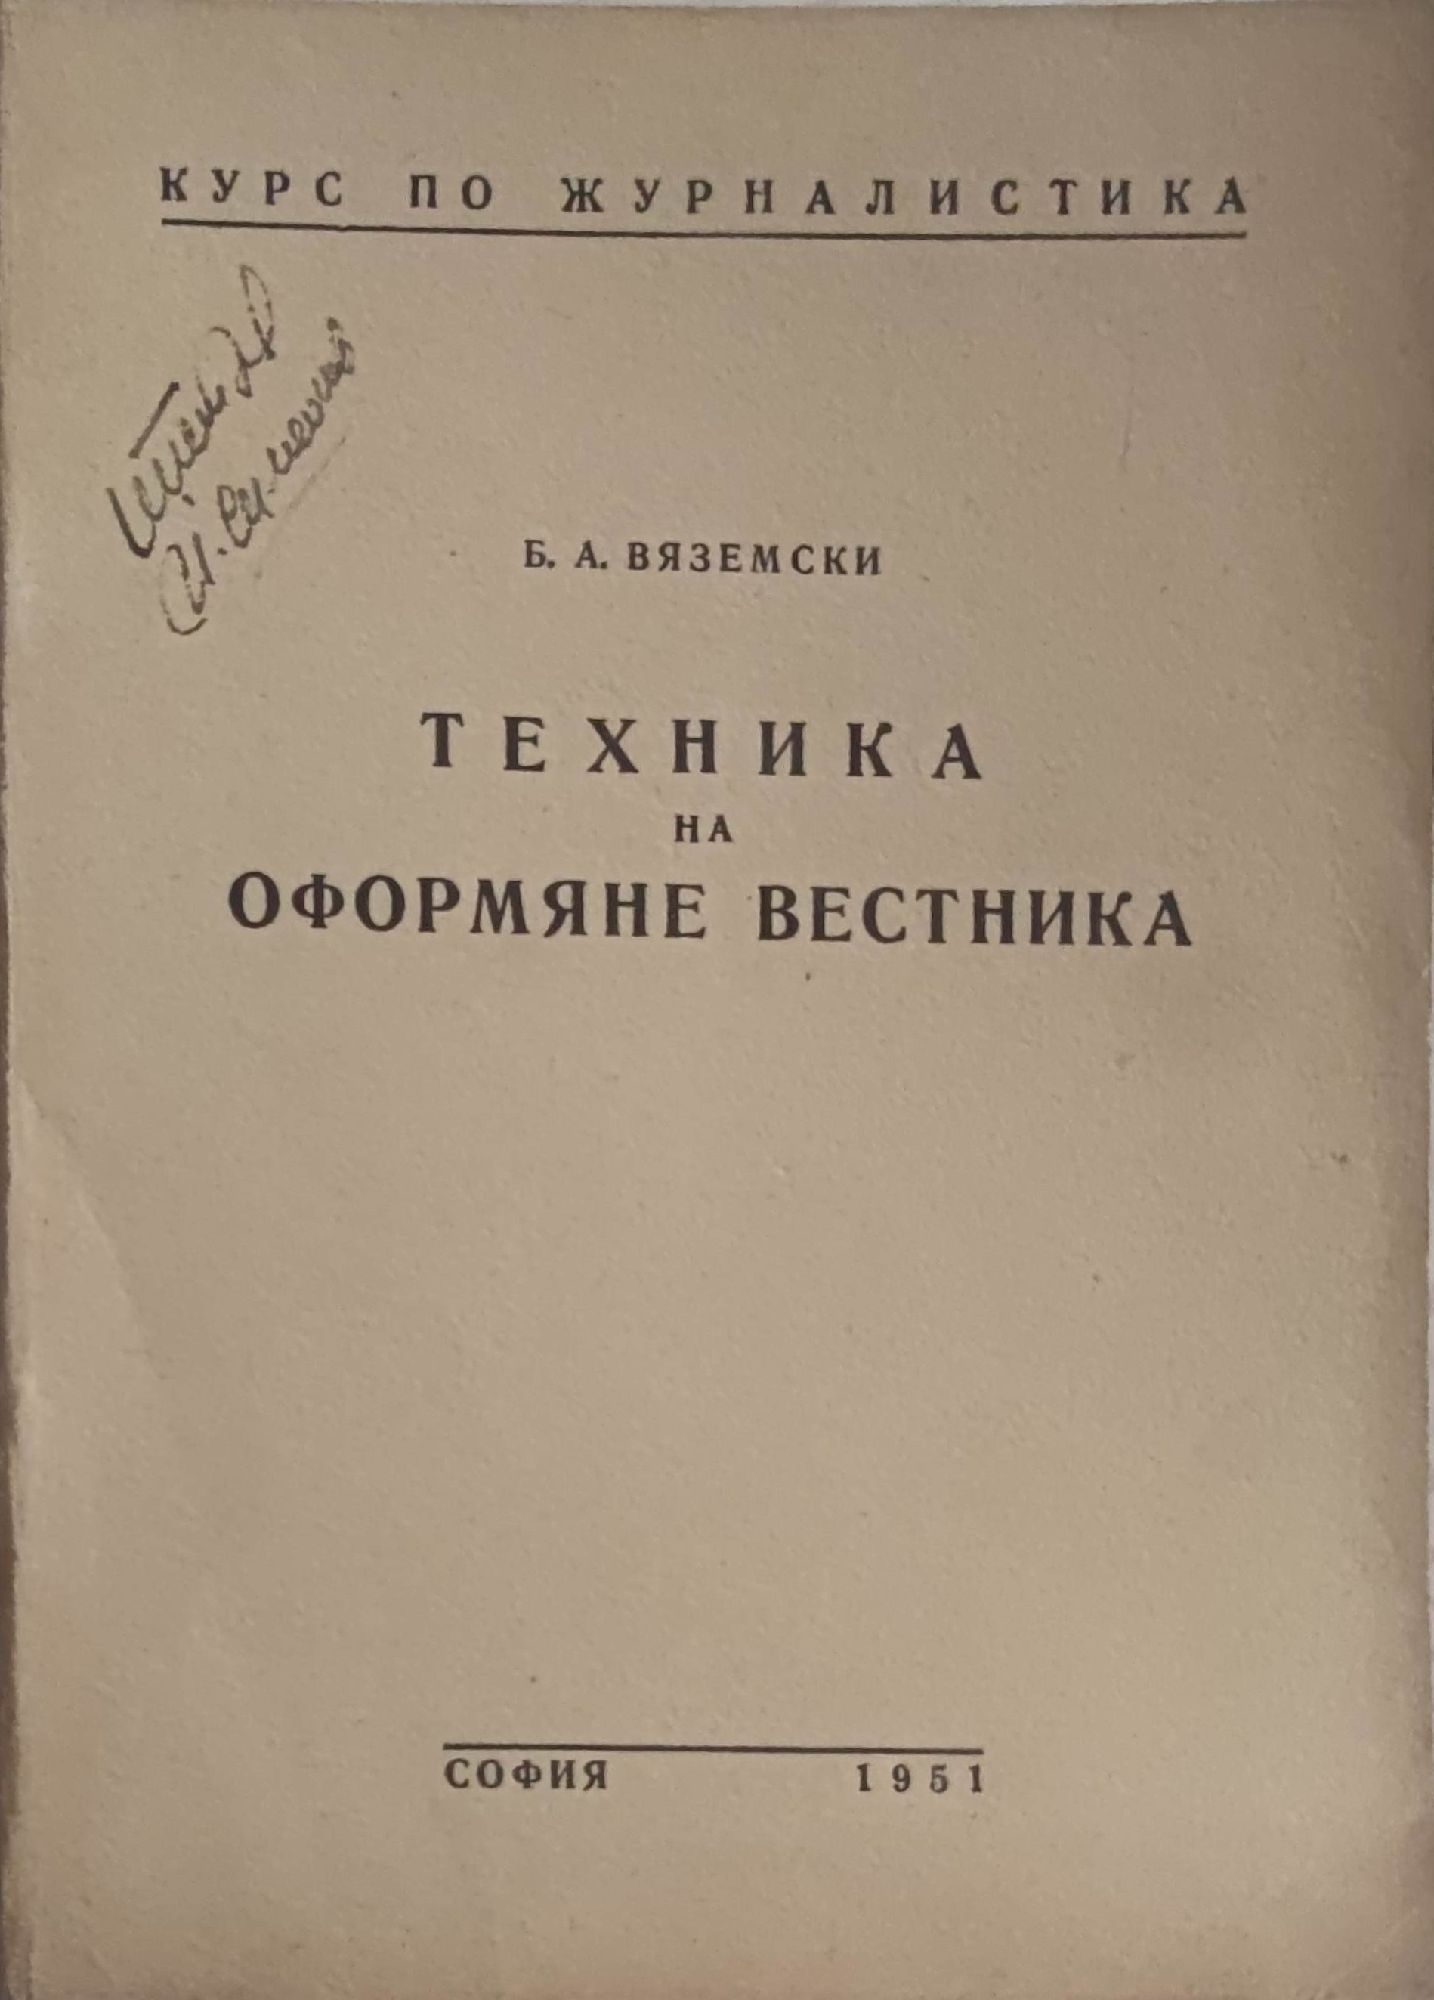 КУРС ПО ЖУРНАЛИСТИКА
Б. А. ВЯЗЕМСКИ
ТЕХНИКА
НА
ОФОРМЯНЕ ВЕСТНИКА
СОФИЯ 1951